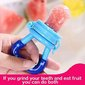 If you grind your teeth and eat fruit
you can do both